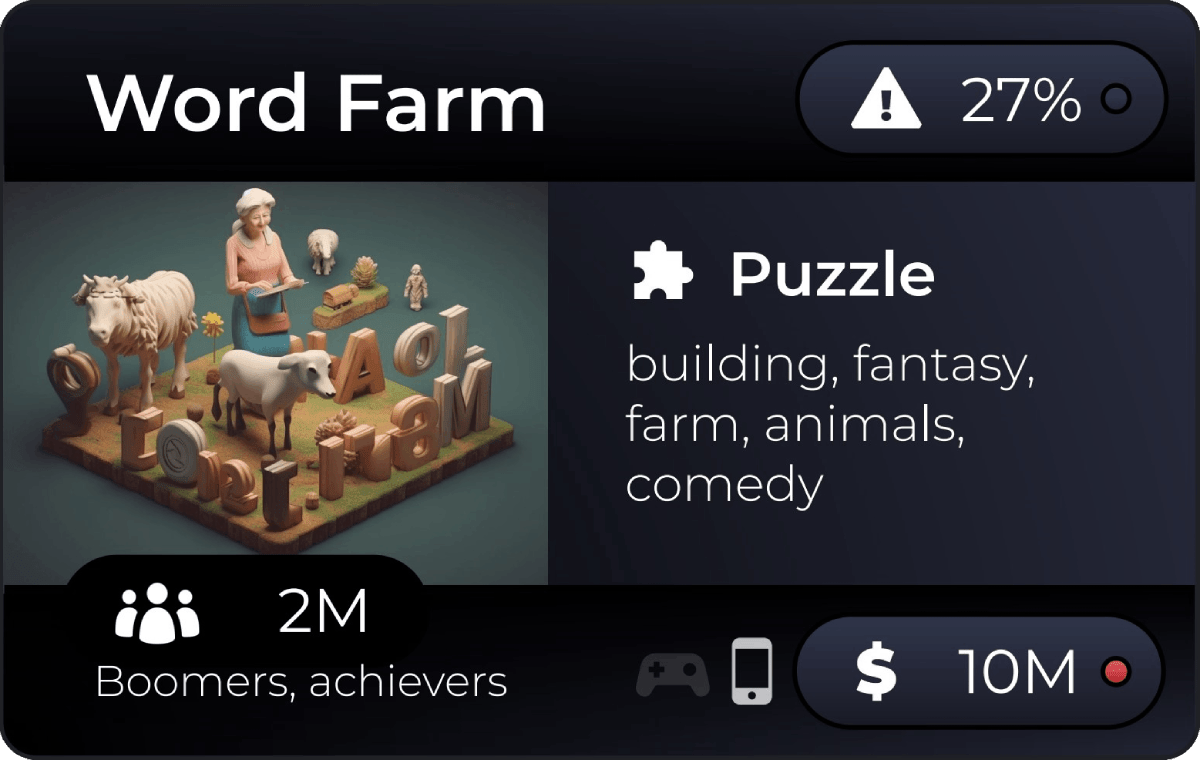 Word Farm
27%
Puzzle
building, fantasy,
farm, animals,
comedy
2M
Boomers, achievers
$ 10M